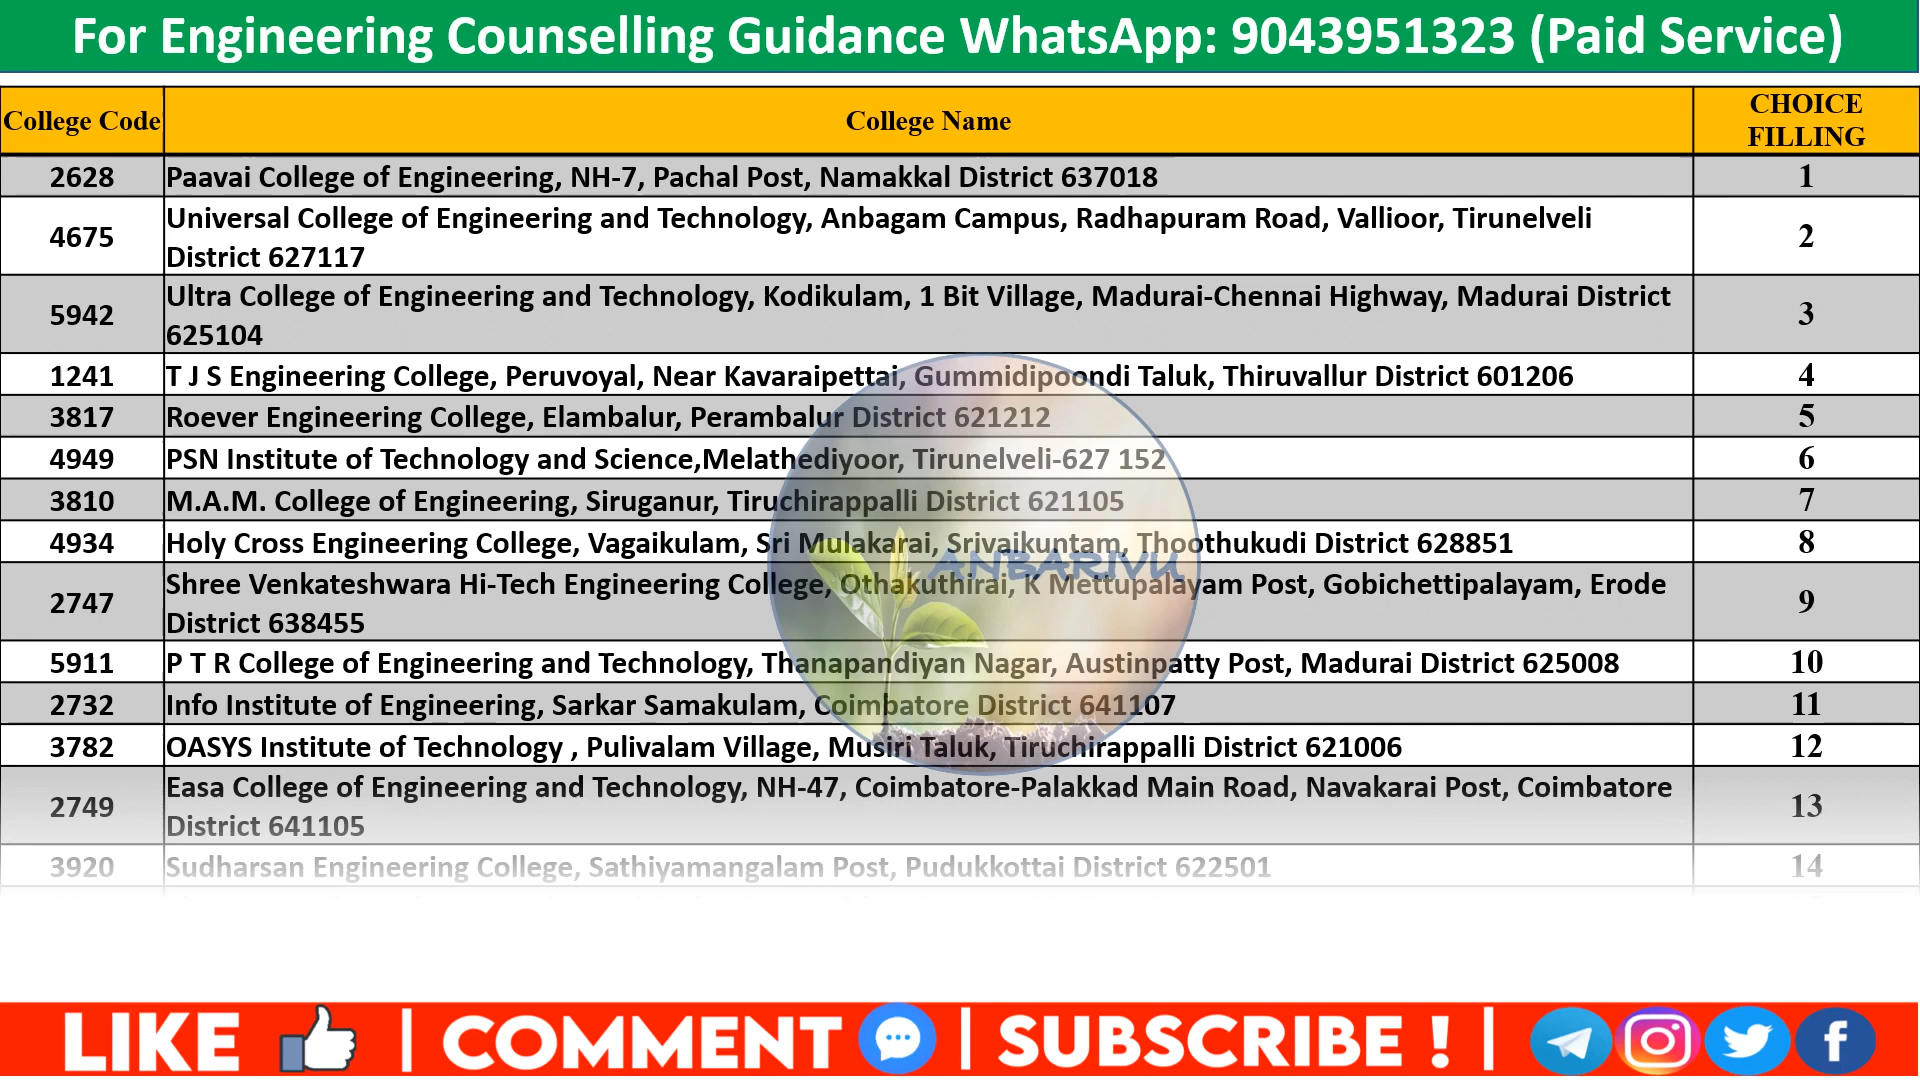 For Engineering Counselling Guidance WhatsApp: 9043951323 (Paid Service)
College Code College Name CHOICE FILLING
2628 Paavai College of Engineering, NH-7, Pachal Post, Namakkal District 637018 1
4675 Universal College of Engineering and Technology, Anbagam Campus, Radhapuram Road, Vallioor, Tirunelveli
District 627117 2
5942 Ultra College of Engineering and Technology, Kodikulam, 1 Bit Village, Madurai-Chennai Highway, Madurai District
625104 3
1241 T J S Engineering College, Peruvoyal, Near Kavaraipettai, Gummidipoondi Taluk, Thiruvallur District 601206 4
3817 Roever Engineering College, Elambalur, Perambalur District 621212 5
4949 PSN Institute of Technology and Science,Melathediyoor, Tirunelveli-627 152 6
3810 M.A.M. College of Engineering, Siruganur, Tiruchirappalli District 621105 7
4934 Holy Cross Engineering College, Vagaikulam, Sri Mulakarai, Srivaikuntam, Thoothukudi District 628851 8
ANBARIVU
2747 Shree Venkateshwara Hi-Tech Engineering College, Othakuthirai, K Mettupalayam Post, Gobichettipalayam, Erode
District 638455 9
5911 P T R College of Engineering and Technology, Thanapandiyan Nagar, Austinpatty Post, Madurai District 625008 10
2732 Info Institute of Engineering, Sarkar Samakulam, Coimbatore District 641107 11
3782 OASYS Institute of Technology , Pulivalam Village, Musiri Taluk, Tiruchirappalli District 621006 12
2749 Easa College of Engineering and Technology, NH-47, Coimbatore-Palakkad Main Road, Navakarai Post, Coimbatore
District 641105 13
3920 Sudharsan Engineering College, Sathiyamangalam Post, Pudukkottai District 622501 14
LIKE | COMMENT | SUBSCRIBE ! |